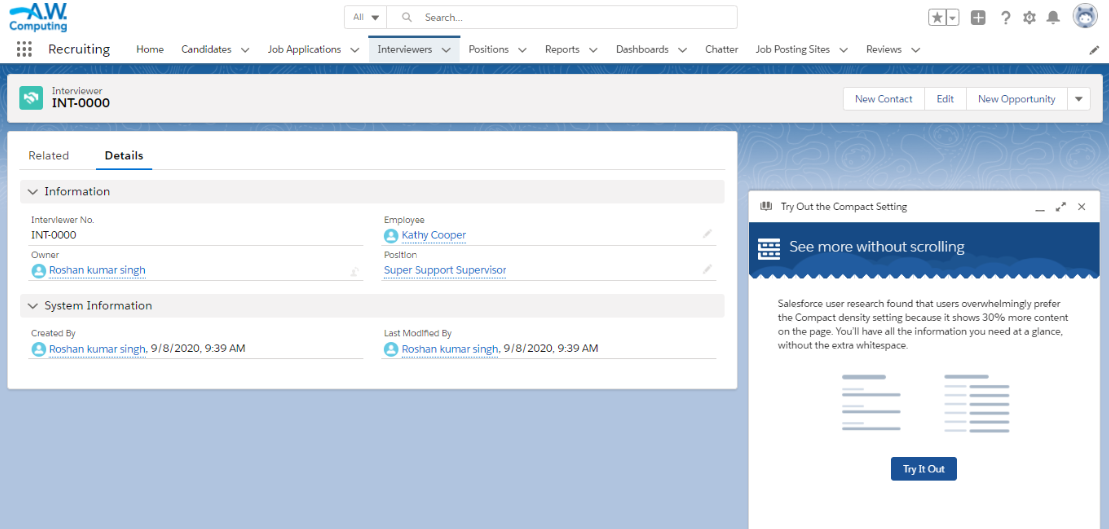 A.W. Computing
All
Search...
Recruiting
Home
Candidates
Job Applications
Interviewers
Positions
Reports
Dashboards
Chatter
Job Posting Sites
Reviews
Interviewer
INT-0000
New Contact
Edit
New Opportunity
Related
Details
Information
Interviewer No.
INT-0000
Employee
Kathy Cooper
Owner
Roshan kumar singh
Position
Super Support Supervisor
System Information
Created By
Roshan kumar singh, 9/8/2020, 9:39 AM
Last Modified By
Roshan kumar singh, 9/8/2020, 9:39 AM
Try Out the Compact Setting
See more without scrolling
Salesforce user research found that users overwhelmingly prefer
the Compact density setting because it shows 30% more content
on the page. You'll have all the information you need at a glance,
without the extra whitespace.
Try It Out